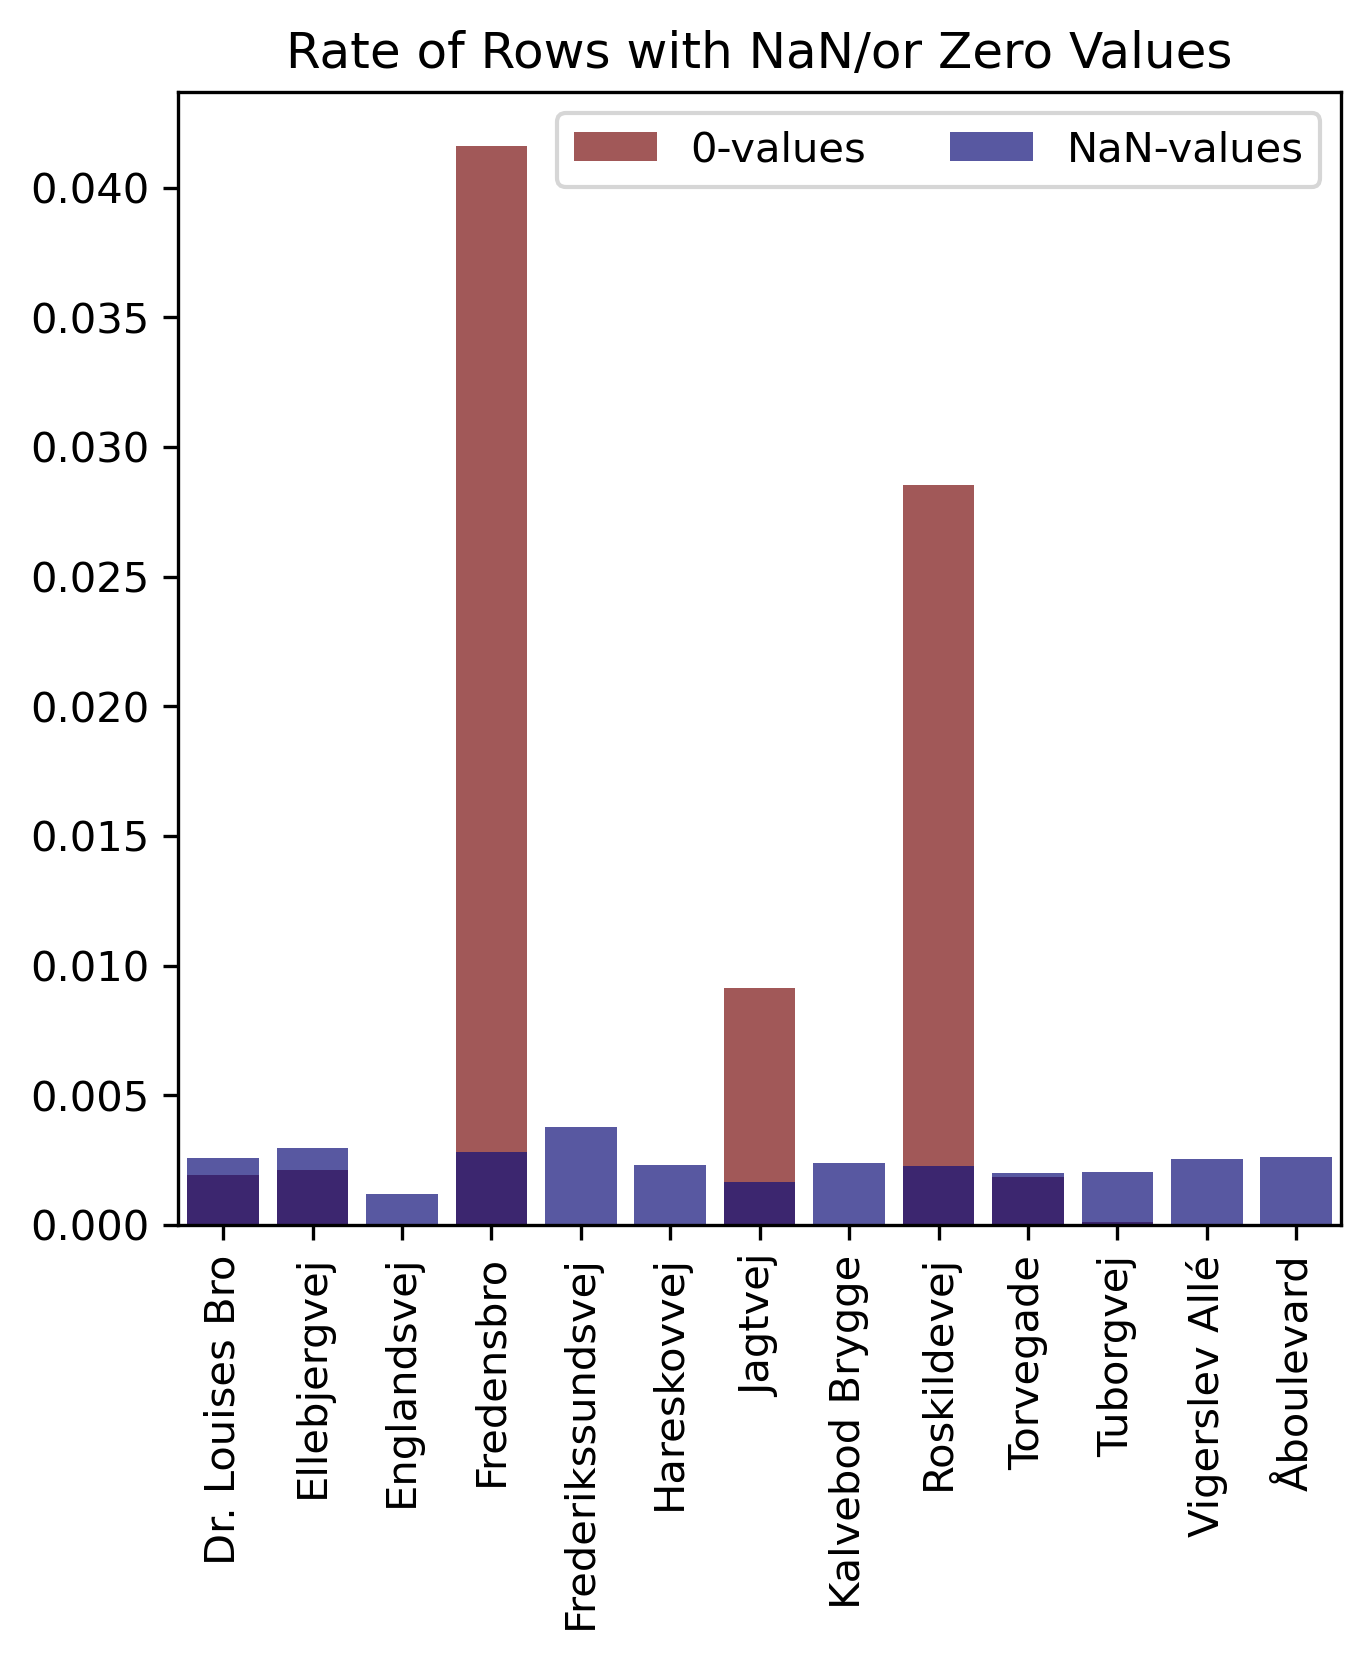 Rate of Rows with NaN/or Zero Values
0-values
NaN-values
0.040
0.035
0.030
0.025
0.020
0.015
0.010
0.005
0.000
Dr. Louises Bro
Ellebjergvej
Englandsvej
Fredensbro
Frederikssundsvej
Hareskovvej
Jagtvej
Kalvebod Brygge
Roskildevej
Torvegade
Tuborgvej
Vigerslev Allé
Åboulevard